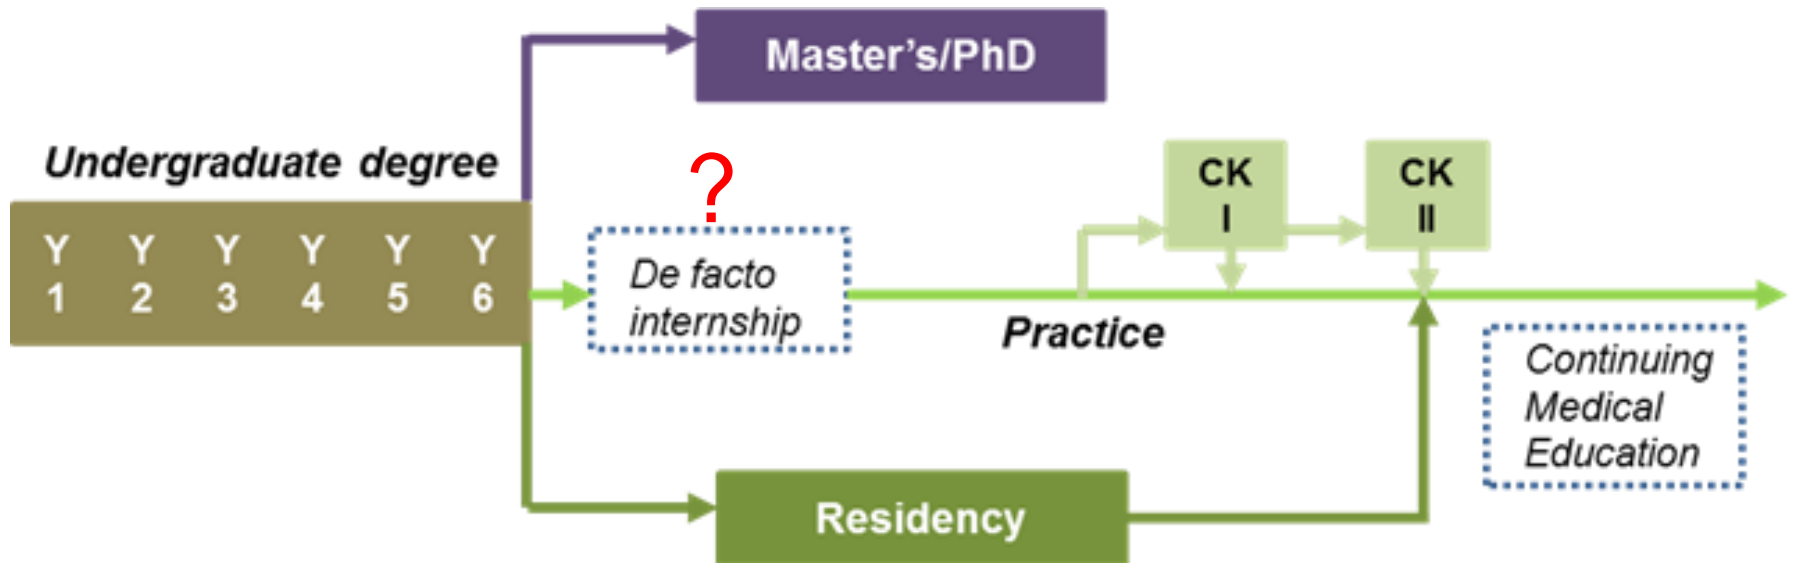 Master’s/PhD
Undergraduate degree
?
CK
I
CK
II
Y Y Y Y Y Y
1 2 3 4 5 6
De facto
internship
Practice
Continuing
Medical
Education
Residency